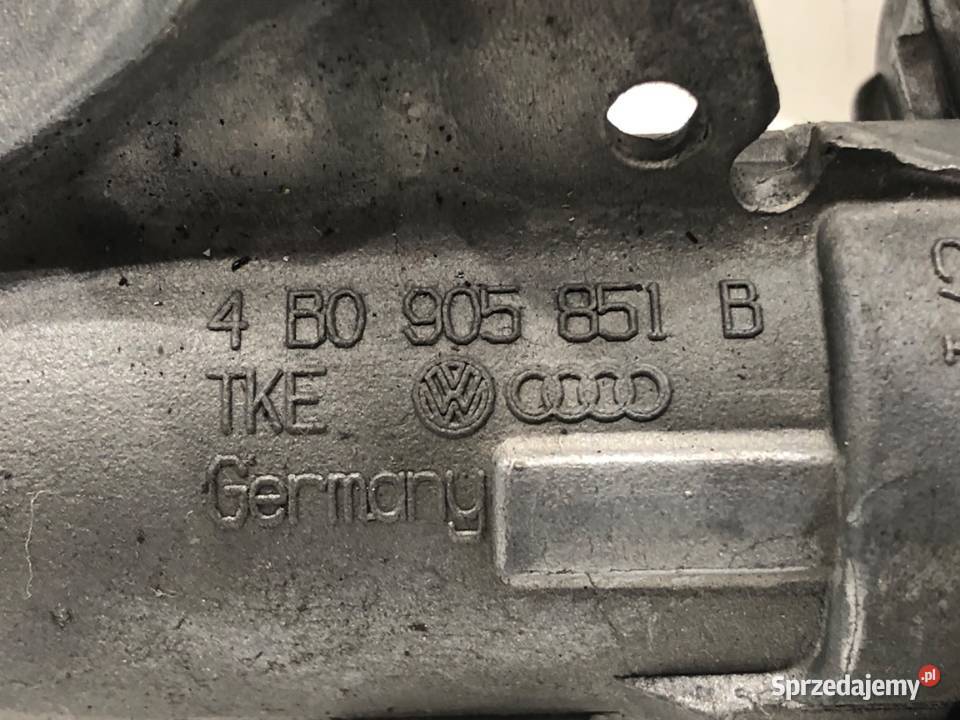 4 B0 905 851 B
TKE
Germany
Sprzedajemy.pl